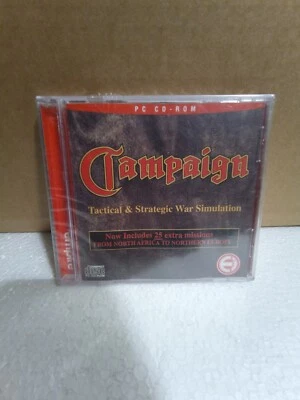 PC CD-ROM
Campaign
Tactical & Strategic War Simulation
Now Includes 25 extra missions
FROM NORTH AFRICA TO NORTHERN EUROPE